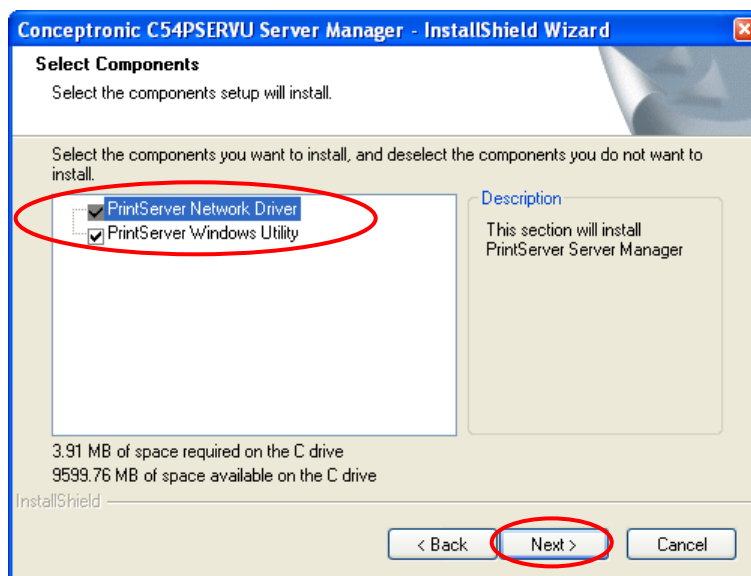 Conceptronic C54PSERVU Server Manager - InstallShield Wizard
Select Components
Select the components setup will install.
Select the components you want to install, and deselect the components you do not want to
install.
PrintServer Network Driver
PrintServer Windows Utility
Description
This section will install
PrintServer Server Manager
3.91 MB of space required on the C drive
9599.76 MB of space available on the C drive
InstallShield
< Back
Next >
Cancel